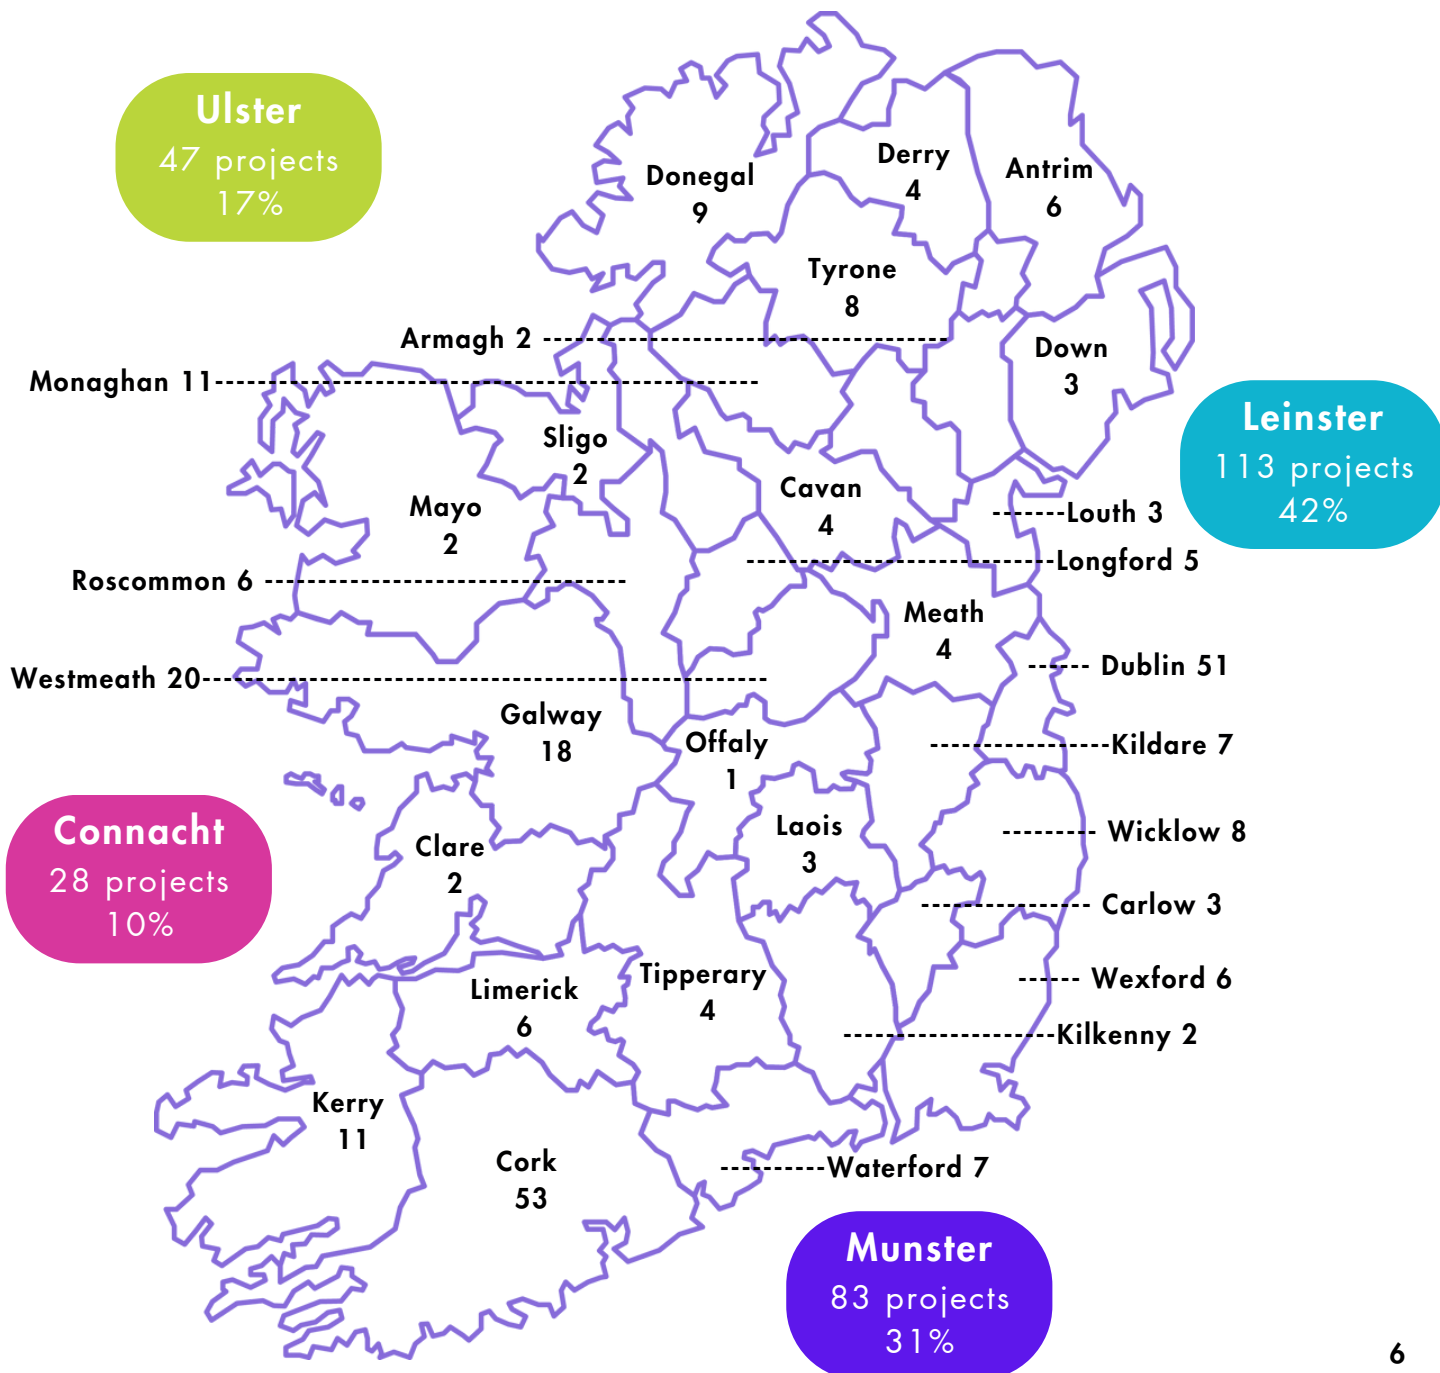 Ulster
47 projects
17%
Donegal
9
Derry
4
Antrim
6
Tyrone
8
Armagh 2
Down
3
Monaghan 11
Leinster
113 projects
42%
Sligo
2
Cavan
4
Mayo
2
Louth 3
Longford 5
Roscommon 6
Meath
4
Westmeath 20
Dublin 51
Galway
18
Offaly
1
Kildare 7
Connacht
28 projects
10%
Clare
2
Laois
3
Wicklow 8
Carlow 3
Limerick
6
Tipperary
4
Wexford 6
Kilkenny 2
Kerry
11
Cork
53
Waterford 7
Munster
83 projects
31%
6